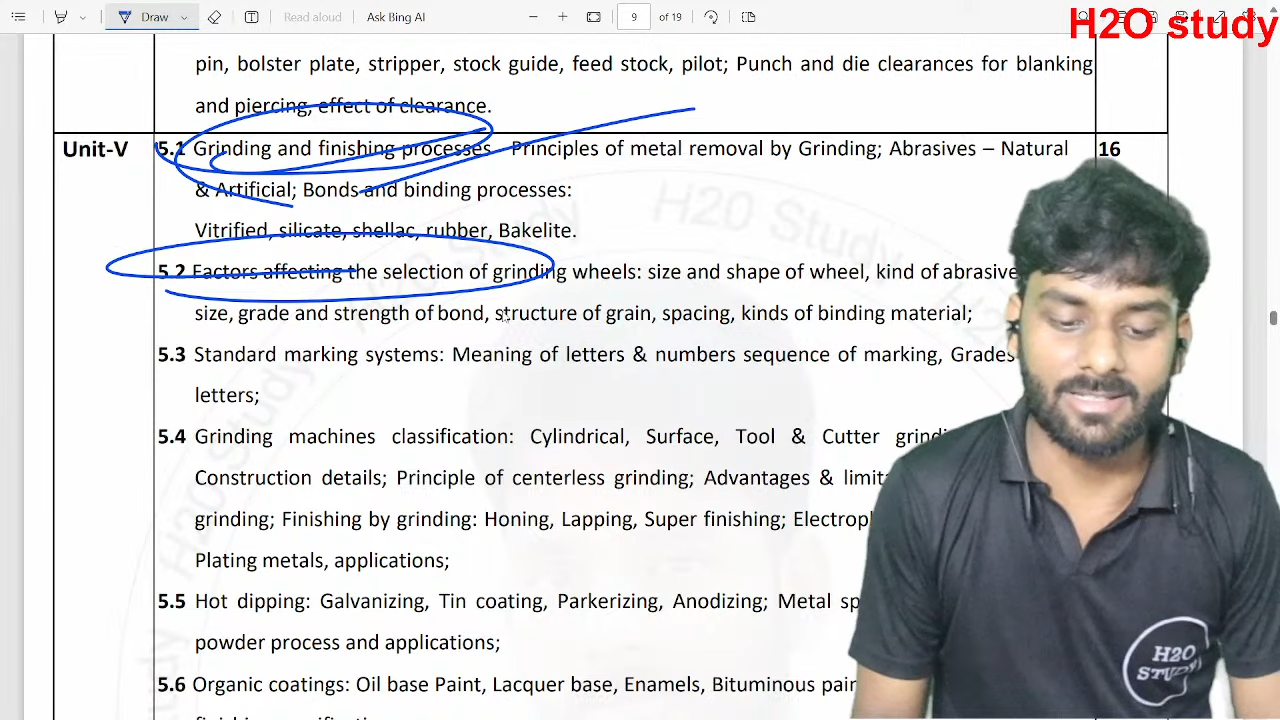 Draw
Read aloud
Ask Bing AI
9 of 19
H2O study
pin, bolster plate, stripper, stock guide, feed stock, pilot; Punch and die clearances for blanking
and piercing, effect of clearance.
Unit-V 5.1 Grinding and finishing processes - Principles of metal removal by Grinding; Abrasives – Natural 16
& Artificial; Bonds and binding processes:
Vitrified, silicate, shellac, rubber, Bakelite.
5.2 Factors affecting the selection of grinding wheels: size and shape of wheel, kind of abrasive
size, grade and strength of bond, structure of grain, spacing, kinds of binding material;
5.3 Standard marking systems: Meaning of letters & numbers sequence of marking, Grades
letters;
5.4 Grinding machines classification: Cylindrical, Surface, Tool & Cutter
Construction details; Principle of centerless grinding; Advantages &
grinding; Finishing by grinding: Honing, Lapping, Super finishing;
Plating metals, applications;
5.5 Hot dipping: Galvanizing, Tin coating, Parkerizing, Anodizing; Metal
powder process and applications;
5.6 Organic coatings: Oil base Paint, Lacquer base, Enamels, Bituminous
H2O Study
H2O Study
H2O
STUDY